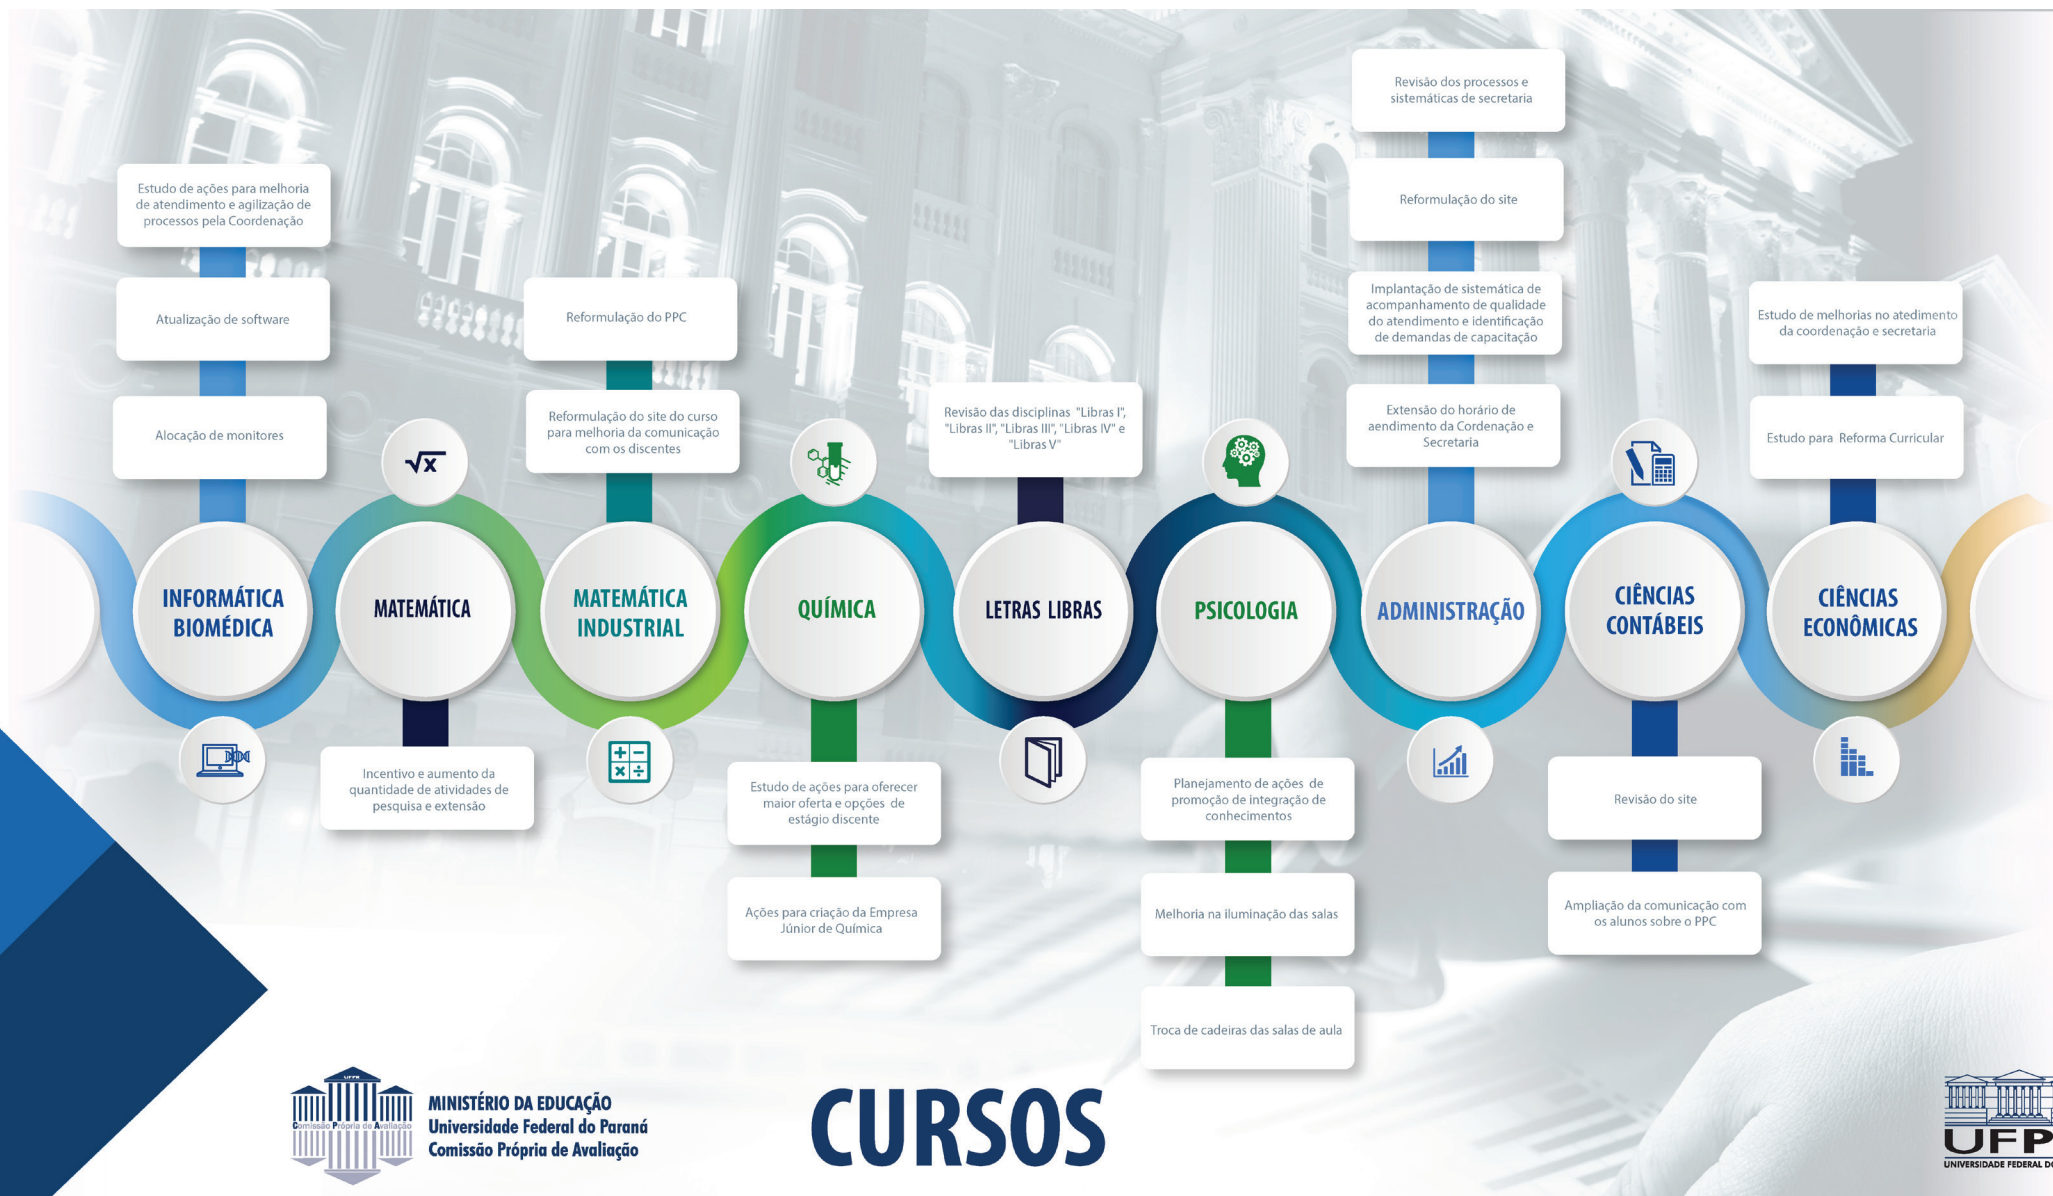 Revisão dos processos e
sistemáticas de secretaria
Reformulação do site
Implantação de sistemática de
acompanhamento de qualidade
do atendimento e identificação
de demandas de capacitação
Extensão do horário de
aendimento da Cordenação e
Secretaria
Estudo de ações para melhoria
de atendimento e agilização de
processos pela Coordenação
Atualização de software
Alocação de monitores
Reformulação do PPC
Reformulação do site do curso
para melhoria da comunicação
com os discentes
Revisão das disciplinas "Libras I",
"Libras II", "Libras III", "Libras IV" e
"Libras V"
Estudo de melhorias no atedimento
da coordenação e secretaria
Estudo para Reforma Curricular
√x
INFORMÁTICA
BIOMÉDICA
MATEMÁTICA
MATEMÁTICA
INDUSTRIAL
QUÍMICA
LETRAS LIBRAS
PSICOLOGIA
ADMINISTRAÇÃO
CIÊNCIAS
CONTÁBEIS
CIÊNCIAS
ECONÔMICAS
+ −
× ÷
Incentivo e aumento da
quantidade de atividades de
pesquisa e extensão
Estudo de ações para oferecer
maior oferta e opções de
estágio discente
Ações para criação da Empresa
Júnior de Química
Planejamento de ações de
promoção de integração de
conhecimentos
Melhoria na iluminação das salas
Troca de cadeiras das salas de aula
Revisão do site
Ampliação da comunicação com
os alunos sobre o PPC
UFPR
Comissão Própria de Avaliação
MINISTÉRIO DA EDUCAÇÃO
Universidade Federal do Paraná
Comissão Própria de Avaliação
CURSOS
UFP
UNIVERSIDADE FEDERAL DO